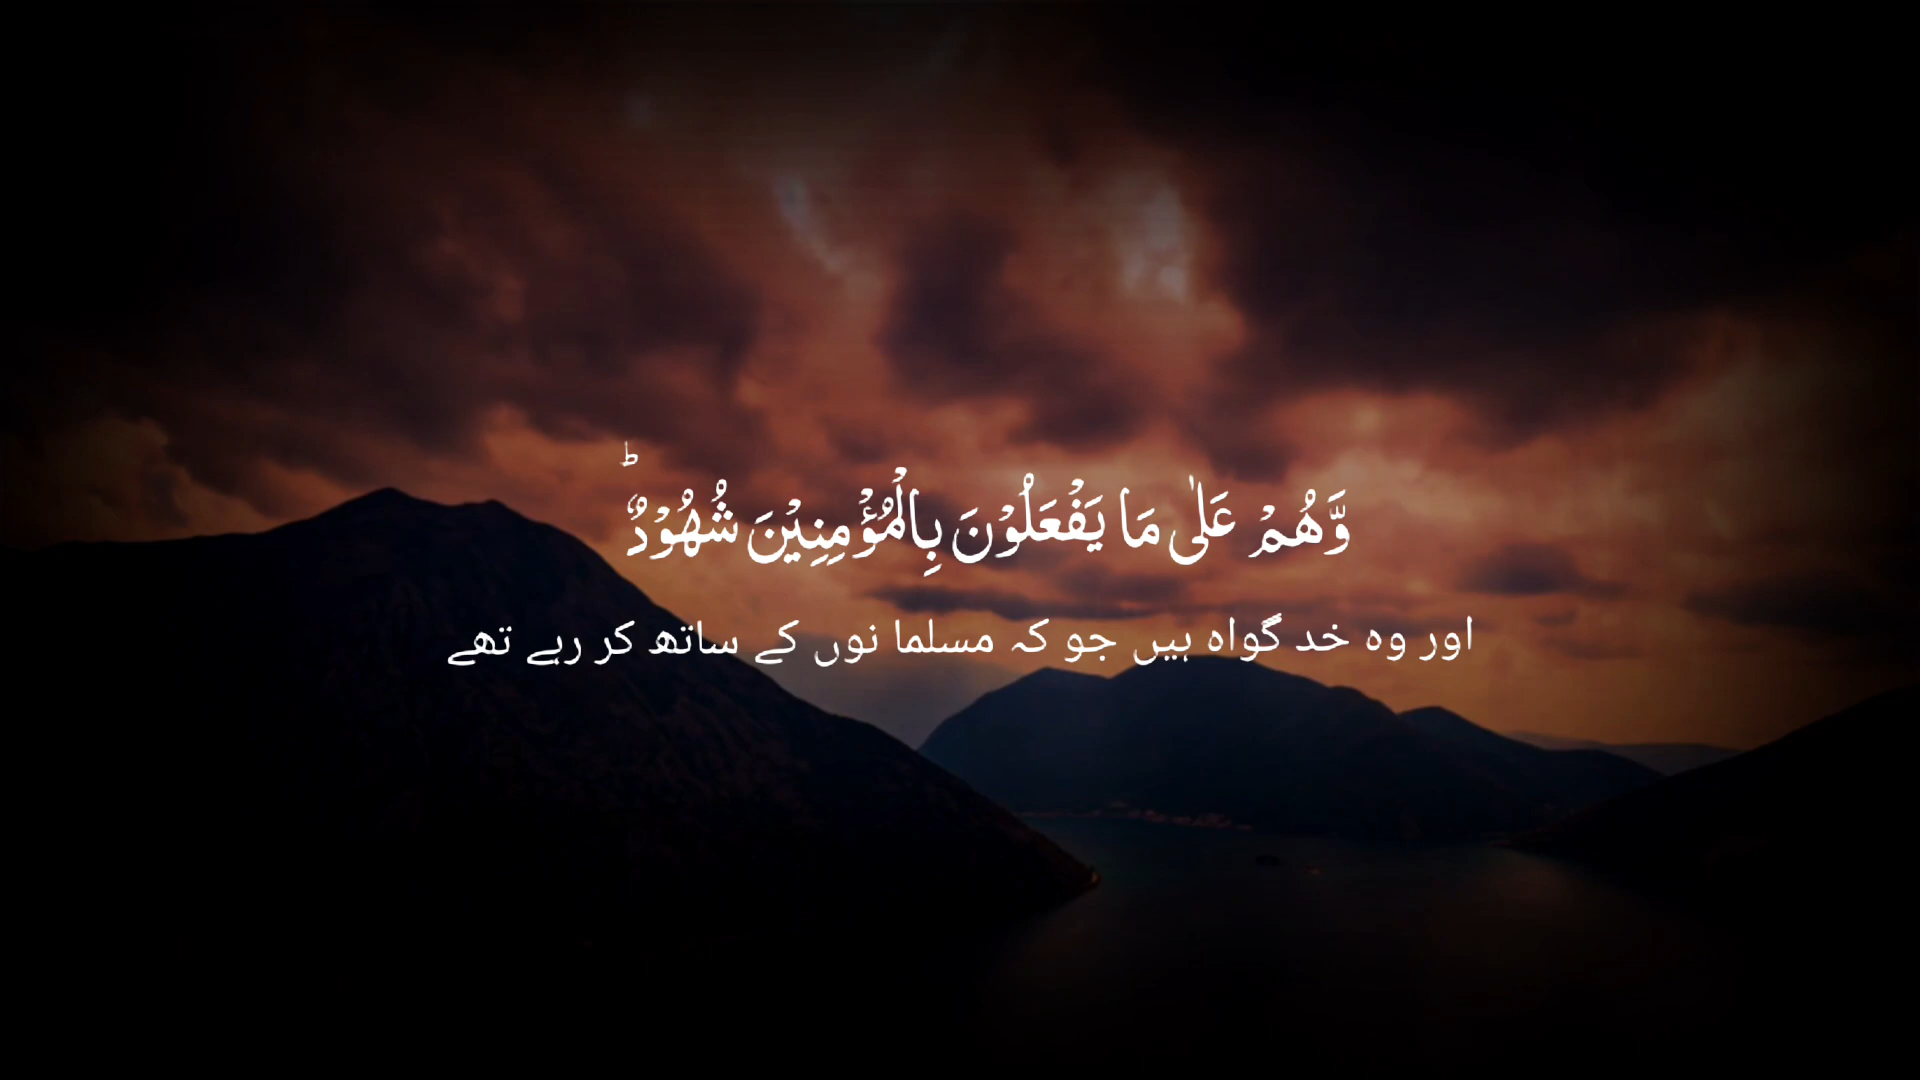 وَّهُمْ عَلٰى مَا يَفْعَلُوْنَ بِالْمُؤْمِنِيْنَ شُهُوْدٌؕ
اور وہ خد گواہ ہیں جو کہ مسلما نوں کے ساتھ کر رہے تھے